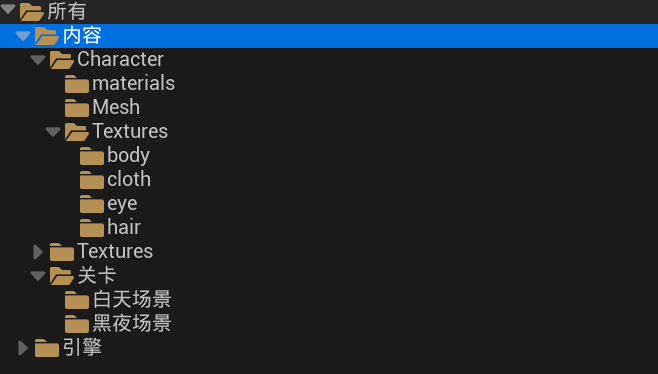 所有
内容
Character
materials
Mesh
Textures
body
cloth
eye
hair
Textures
关卡
白天场景
黑夜场景
引擎